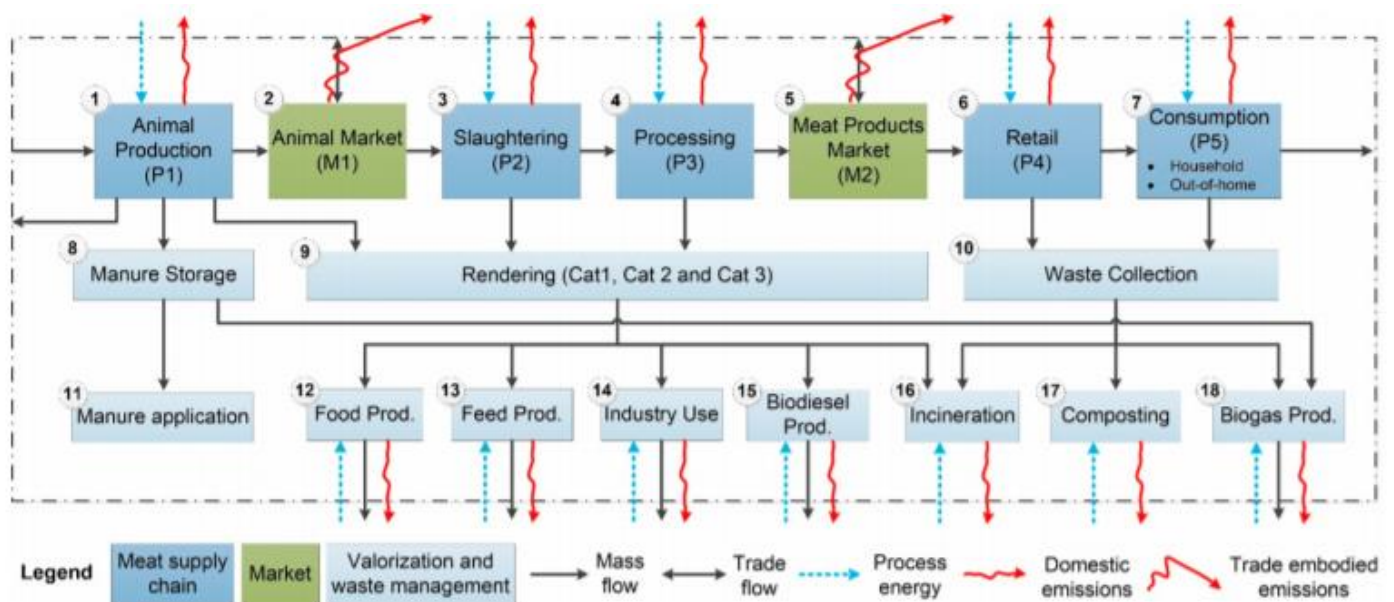 1
Animal
Production
(P1)
2
Animal Market
(M1)
3
Slaughtering
(P2)
4
Processing
(P3)
5
Meat Products
Market
(M2)
6
Retail
(P4)
7
Consumption
(P5)
• Household
• Out-of-home
8
Manure Storage
9
Rendering (Cat1, Cat 2 and Cat 3)
10
Waste Collection
11
Manure application
12
Food Prod.
13
Feed Prod.
14
Industry Use
15
Biodiesel
Prod.
16
Incineration
17
Composting
18
Biogas Prod.
Legend
Meat supply
chain
Market
Valorization and
waste management
Mass
flow
Trade
flow
Process
energy
Domestic
emissions
Trade embodied
emissions